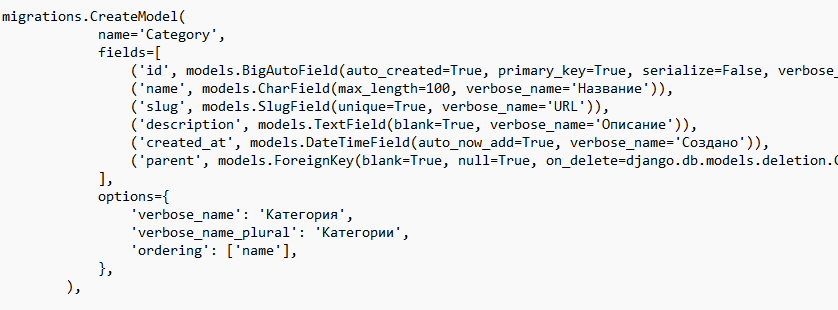 migrations.CreateModel(
            name='Category',
            fields=[
                ('id', models.BigAutoField(auto_created=True, primary_key=True, serialize=False, verbose_
                ('name', models.CharField(max_length=100, verbose_name='Название')),
                ('slug', models.SlugField(unique=True, verbose_name='URL')),
                ('description', models.TextField(blank=True, verbose_name='Описание')),
                ('created_at', models.DateTimeField(auto_now_add=True, verbose_name='Создано')),
                ('parent', models.ForeignKey(blank=True, null=True, on_delete=django.db.models.deletion.
            ],
            options={
                'verbose_name': 'Категория',
                'verbose_name_plural': 'Категории',
                'ordering': ['name'],
            },
        ),